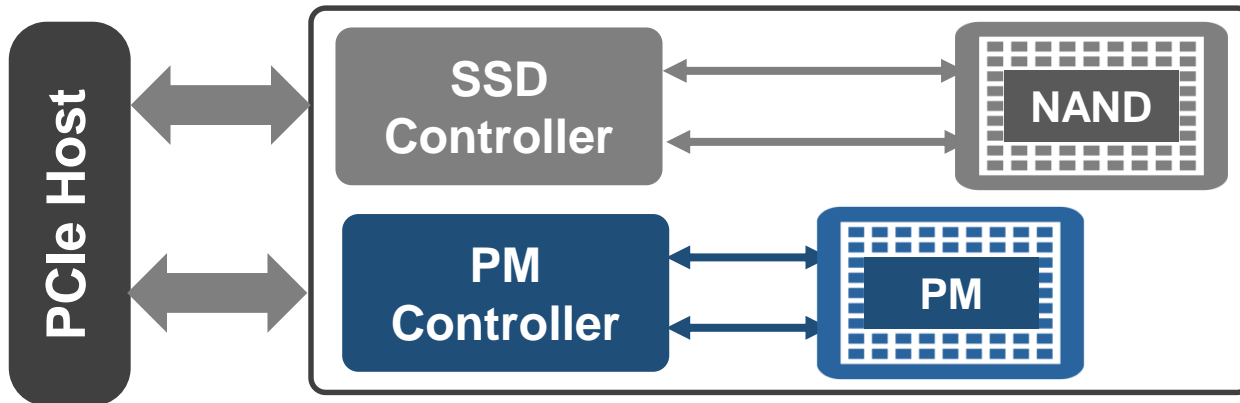 PCIe Host
SSD
Controller
NAND
PM
Controller
PM